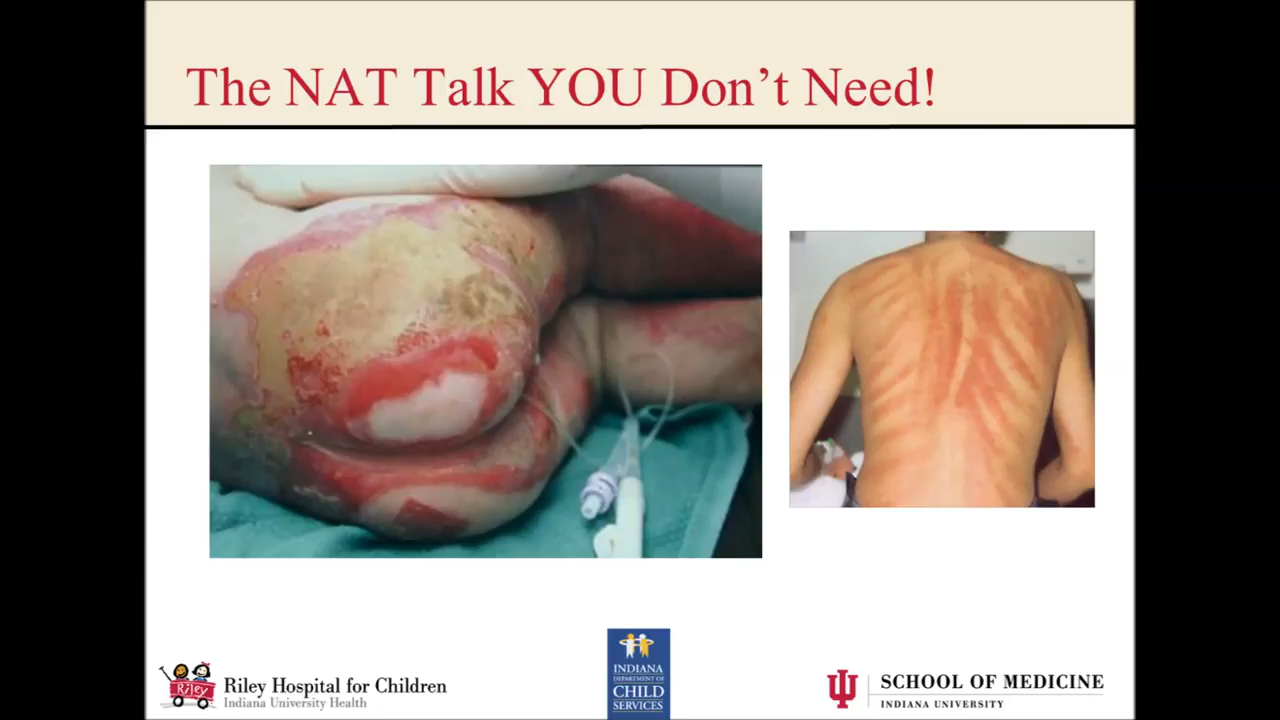 The NAT Talk YOU Don't Need!
Riley
Riley Hospital for Children
Indiana University Health
INDIANA
DEPARTMENT OF
CHILD
SERVICES
SCHOOL OF MEDICINE
INDIANA UNIVERSITY